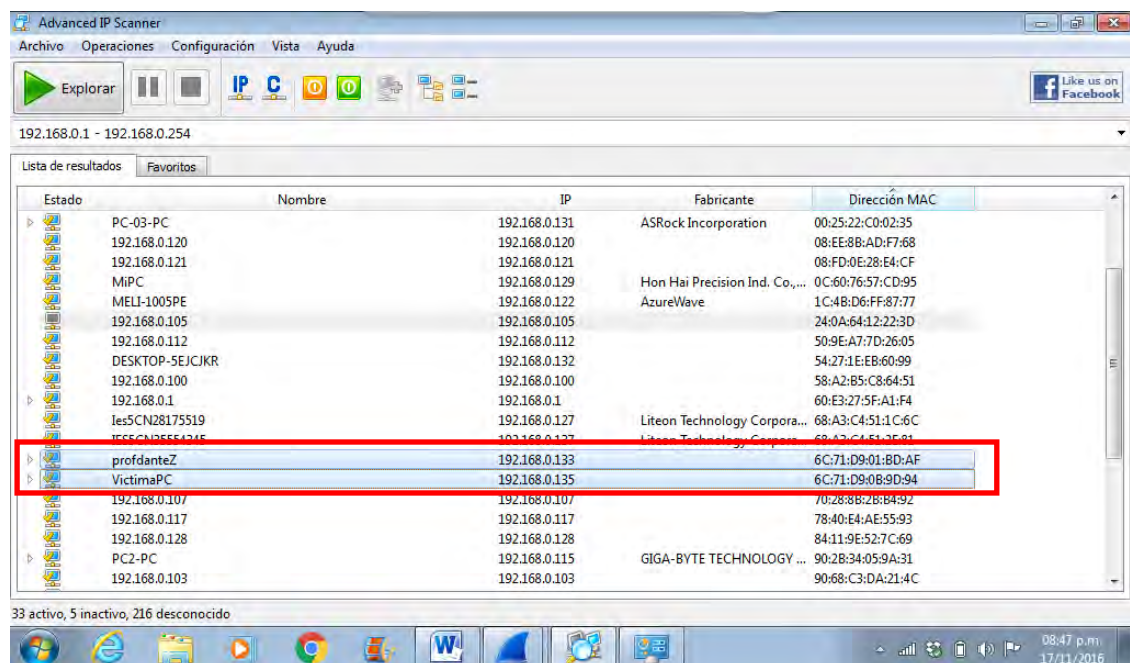 Advanced IP Scanner
Archivo Operaciones Configuración Vista Ayuda
Explorar IP C Like us on
Facebook
192.168.0.1 - 192.168.0.254
Lista de resultados Favoritos
Estado Nombre IP Fabricante Dirección MAC
PC-03-PC 192.168.0.131 ASRock Incorporation 00:25:22:C0:02:35
192.168.0.120 192.168.0.120 08:EE:8B:AD:F7:68
192.168.0.121 192.168.0.121 08:FD:0E:28:E4:CF
MiPC 192.168.0.129 Hon Hai Precision Ind. Co.,... 0C:60:76:57:CD:95
MELI-1005PE 192.168.0.122 AzureWave 1C:4B:D6:FF:87:77
192.168.0.105 192.168.0.105 24:0A:64:12:22:3D
192.168.0.112 192.168.0.112 50:9E:A7:7D:26:05
DESKTOP-5EJCJKR 192.168.0.132 54:27:1E:EB:60:99
192.168.0.100 192.168.0.100 58:A2:B5:C8:64:51
192.168.0.1 192.168.0.1 60:E3:27:5F:A1:F4
Ies5CN28175519 192.168.0.127 Liteon Technology Corpora... 68:A3:C4:51:1C:6C
profdanteZ 192.168.0.133 6C:71:D9:01:BD:AF
VictimaPC 192.168.0.135 6C:71:D9:0B:9D:94
192.168.0.107 192.168.0.107 70:28:8B:2B:B4:92
192.168.0.117 192.168.0.117 78:40:E4:AE:55:93
192.168.0.128 192.168.0.128 84:11:9E:52:7C:69
PC2-PC 192.168.0.115 GIGA-BYTE TECHNOLOGY ... 90:2B:34:05:9A:31
192.168.0.103 192.168.0.103 90:68:C3:DA:21:4C
33 activo, 5 inactivo, 216 desconocido
08:47 p.m.
17/11/2016